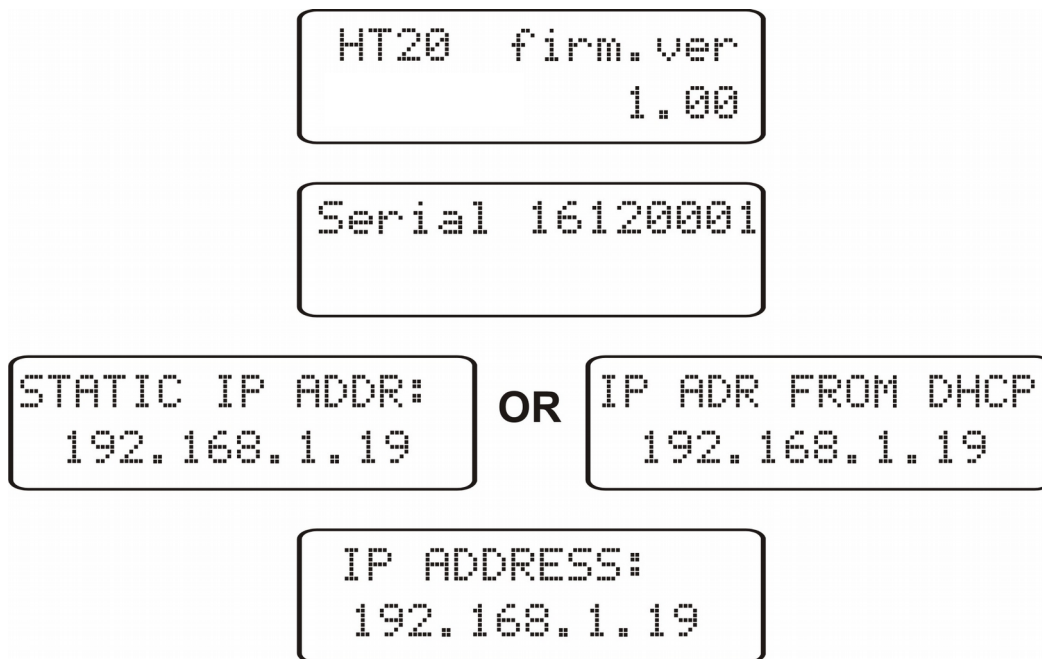 HT20 firm.ver
1.00
Serial 16120001
STATIC IP ADDR:
192.168.1.19
OR
IP ADR FROM DHCP
192.168.1.19
IP ADDRESS:
192.168.1.19